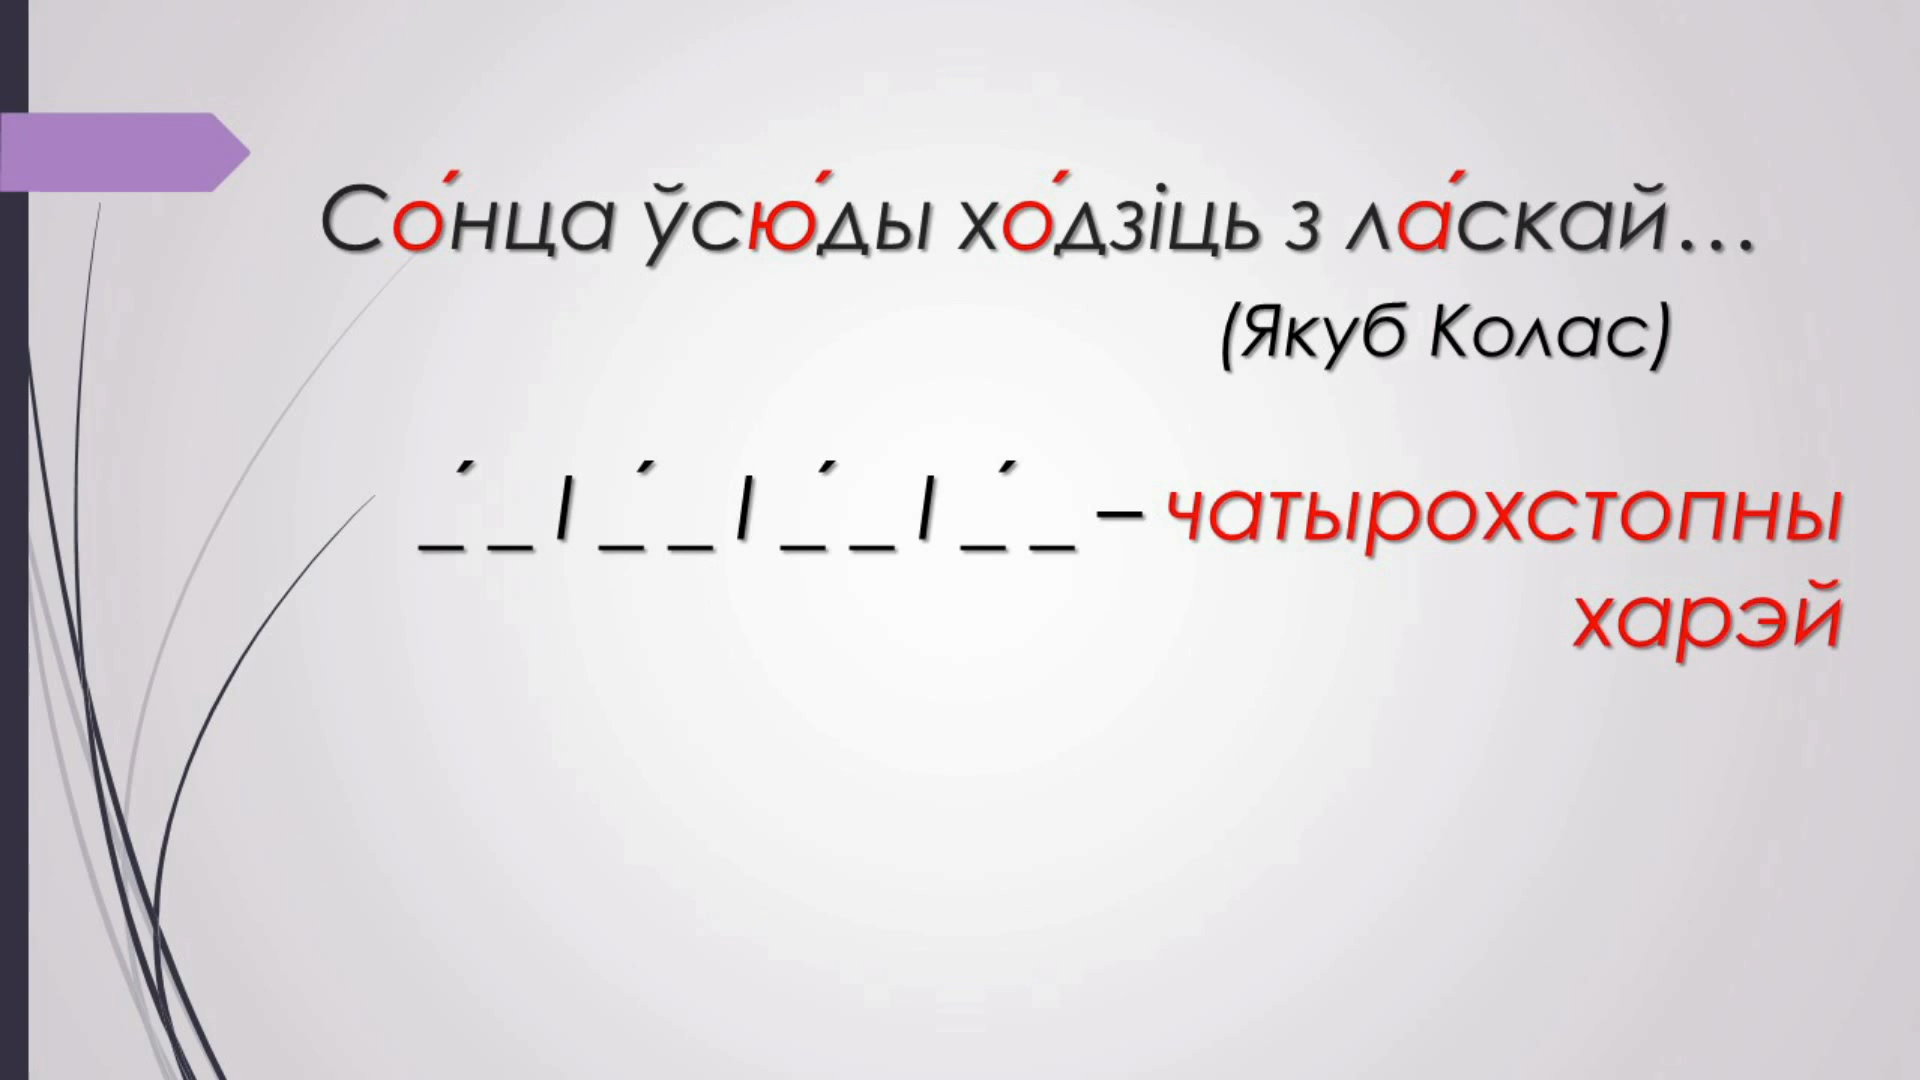 Со́нца ўсю́ды хо́дзіць з ла́скай…
(Якуб Колас)
_́ _ I _́ _ I _́ _ I _́ _ – чатырохстопны
харэй